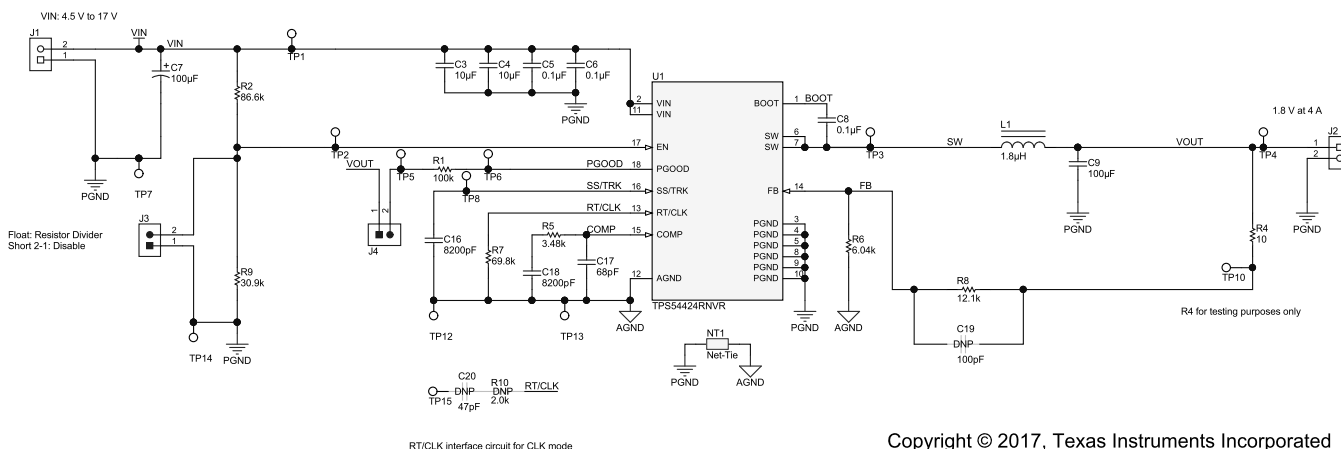 VIN: 4.5 V to 17 V
J1
2
1
VIN
VIN
C7
100µF
+
PGND
TP7
R2
86.6k
TP1
C3
10µF
C4
10µF
C5
0.1µF
C6
0.1µF
PGND
TP2
VOUT
TP5
R1
100k
TP6
TP8
PGOOD
SS/TRK
RT/CLK
COMP
1
2
J4
J3
2
1
Float: Resistor Divider
Short 2-1: Disable
R9
30.9k
TP14
PGND
C16
8200pF
R7
69.8k
R5
3.48k
C18
8200pF
C17
68pF
TP12
TP13
AGND
U1
2
VIN
11
VIN
17
EN
18
PGOOD
16
SS/TRK
13
RT/CLK
15
COMP
12
AGND
BOOT
1
SW
6
SW
7
FB
14
PGND
3
PGND
4
PGND
5
PGND
8
PGND
9
PGND
10
TPS54424RNVR
BOOT
C8
0.1µF
TP3
SW
L1
1.8µH
VOUT
C9
100µF
PGND
1.8 V at 4 A
J2
1
2
TP4
PGND
FB
R6
6.04k
PGND
AGND
R4
10
TP10
R8
12.1k
C19
DNP
100pF
R4 for testing purposes only
NT1
Net-Tie
PGND
AGND
TP15
C20
DNP
47pF
R10
DNP
2.0k
RT/CLK
RT/CLK interface circuit for CLK mode
Copyright © 2017, Texas Instruments Incorporated